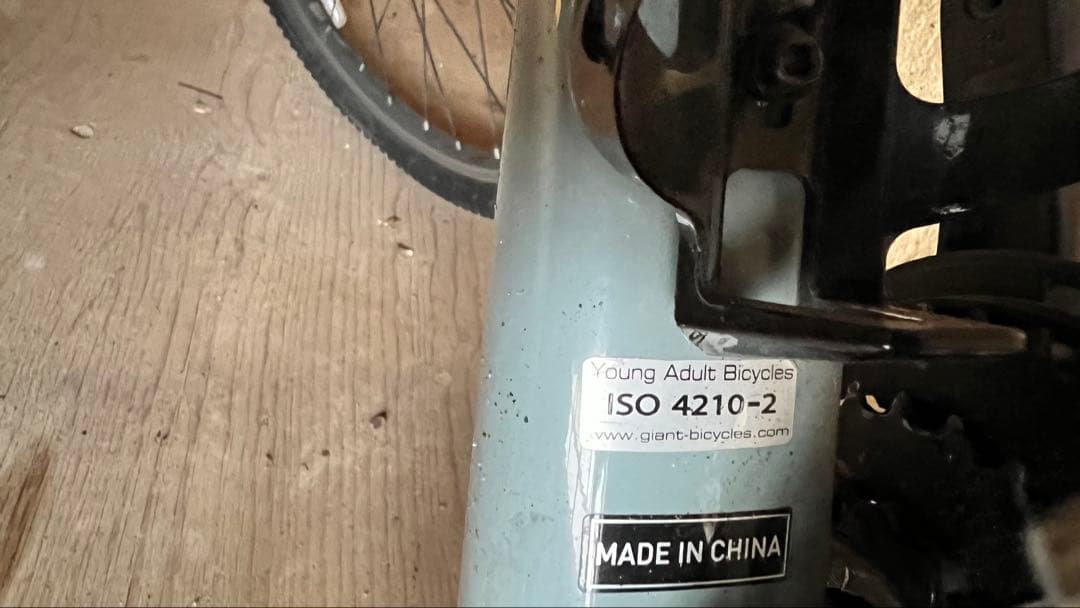 Young Adult Bicycles
ISO 4210-2
www.giant-bicycles.com
MADE IN CHINA